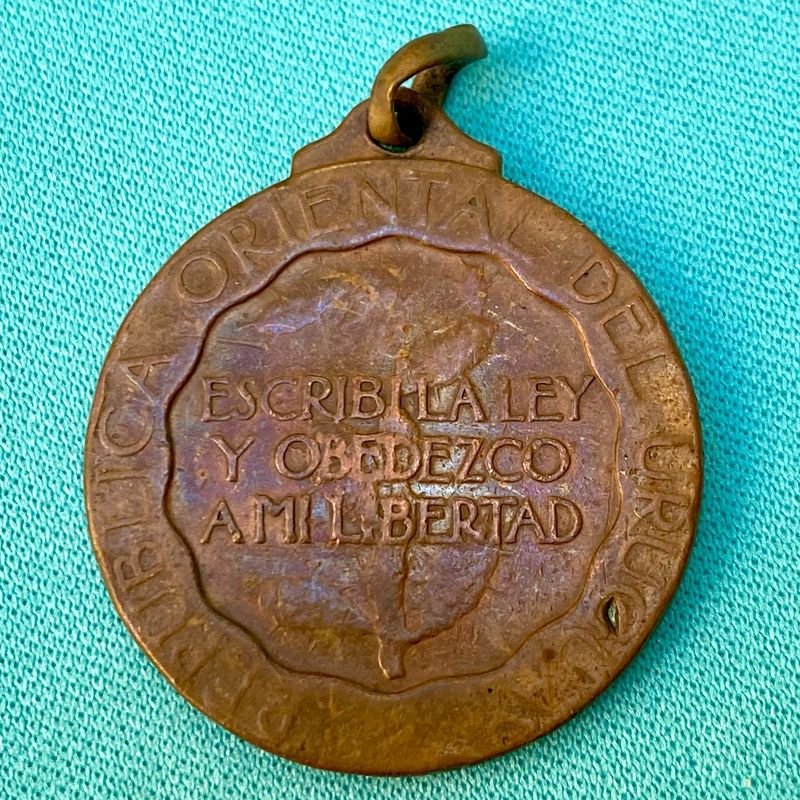 REPUBLICA ORIENTAL DEL URUGUAY
ESCRIBI LA LEY
Y OBEDEZCO
A MI LIBERTAD